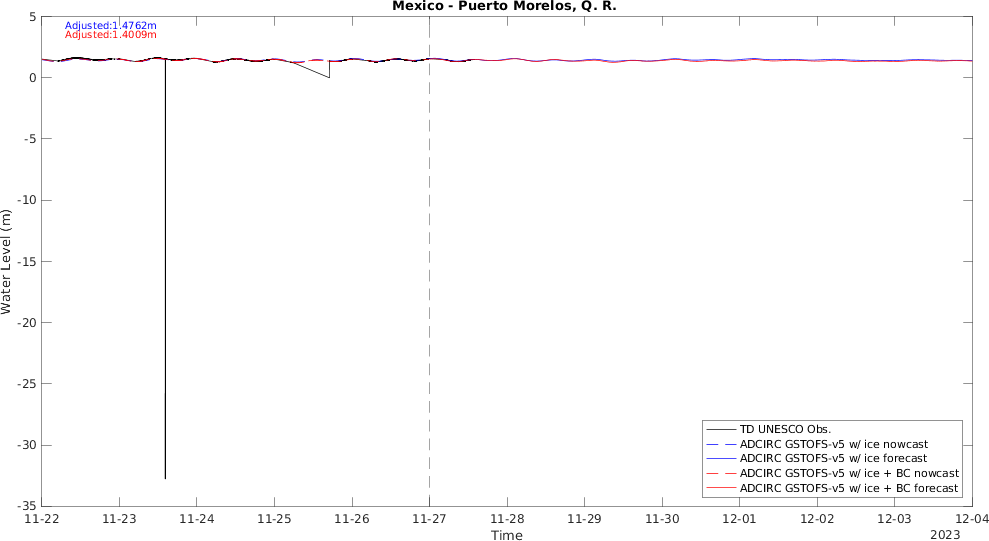 Mexico - Puerto Morelos, Q. R.
Adjusted:1.4762m
Adjusted:1.4009m
5
0
-5
-10
-15
-20
-25
-30
-35
Water Level (m)
TD UNESCO Obs.
ADCIRC GSTOFS-v5 w/ ice nowcast
ADCIRC GSTOFS-v5 w/ ice forecast
ADCIRC GSTOFS-v5 w/ ice + BC nowcast
ADCIRC GSTOFS-v5 w/ ice + BC forecast
11-22 11-23 11-24 11-25 11-26 11-27 11-28 11-29 11-30 12-01 12-02 12-03 12-04
Time
2023